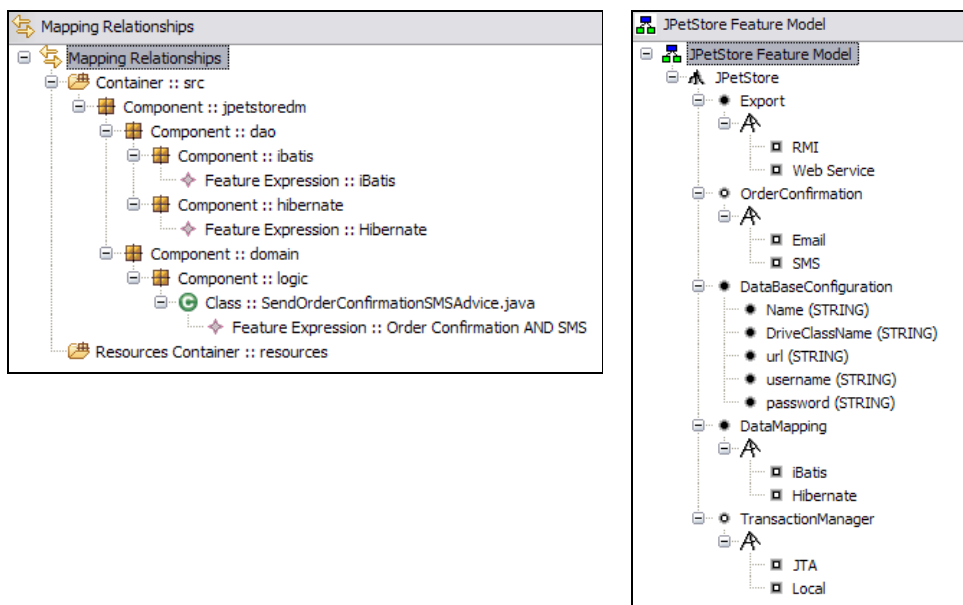 Mapping Relationships
Mapping Relationships
Container :: src
Component :: jpetstoredm
Component :: dao
Component :: ibatis
Feature Expression :: iBatis
Component :: hibernate
Feature Expression :: Hibernate
Component :: domain
Component :: logic
Class :: SendOrderConfirmationSMSAdvice.java
Feature Expression :: Order Confirmation AND SMS
Resources Container :: resources
JPetStore Feature Model
JPetStore Feature Model
JPetStore
Export
RMI
Web Service
OrderConfirmation
Email
SMS
DataBaseConfiguration
Name (STRING)
DriveClassName (STRING)
url (STRING)
username (STRING)
password (STRING)
DataMapping
iBatis
Hibernate
TransactionManager
JTA
Local